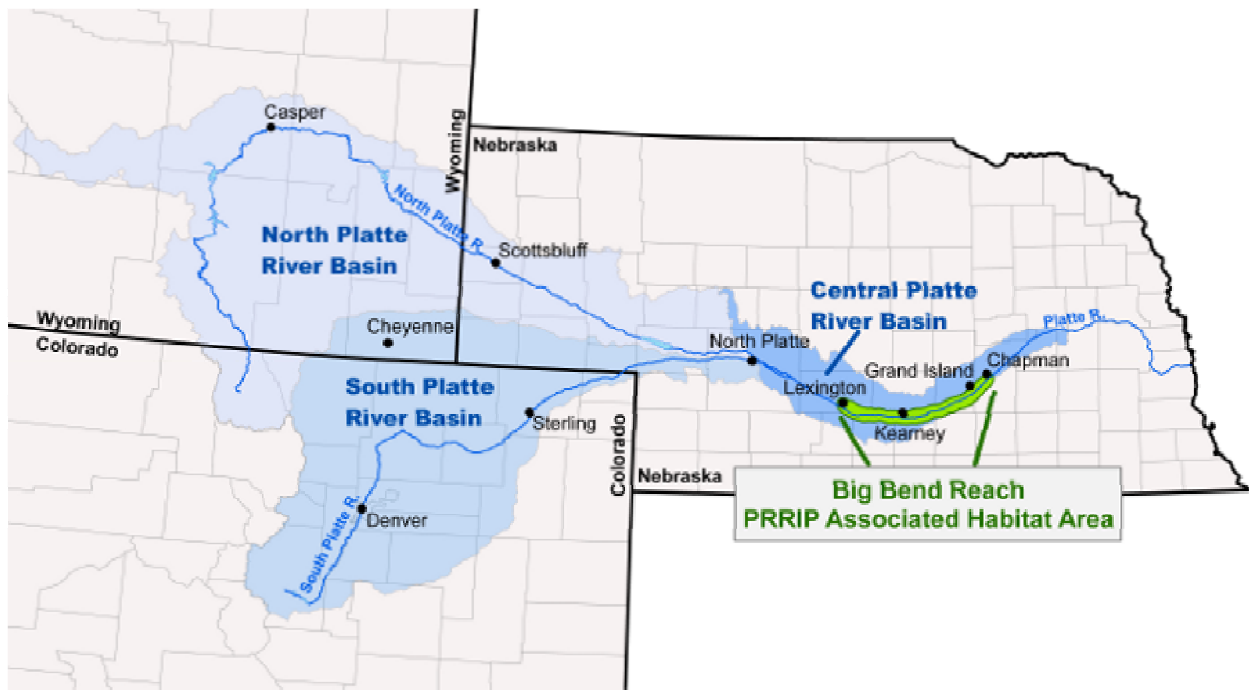 Casper
Wyoming
Nebraska
North Platte R.
North Platte
River Basin
Scottsbluff
Central Platte
River Basin
Platte R.
Wyoming
Colorado
Cheyenne
North Platte
Grand Island
Chapman
South Platte
River Basin
Lexington
Sterling
Kearney
Colorado
Nebraska
South Platte R.
Denver
Big Bend Reach
PRRIP Associated Habitat Area